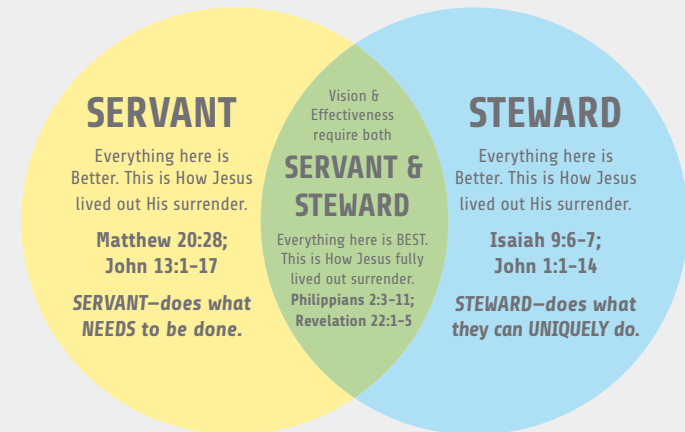 SERVANT
Everything here is
Better. This is How Jesus
lived out His surrender.
Matthew 20:28;
John 13:1-17
SERVANT—does what
NEEDS to be done.
Vision &
Effectiveness
require both
SERVANT &
STEWARD
Everything here is BEST.
This is How Jesus fully
lived out surrender.
Philippians 2:3-11;
Revelation 22:1-5
STEWARD
Everything here is
Better. This is How Jesus
lived out His surrender.
Isaiah 9:6-7;
John 1:1-14
STEWARD—does what
they can UNIQUELY do.